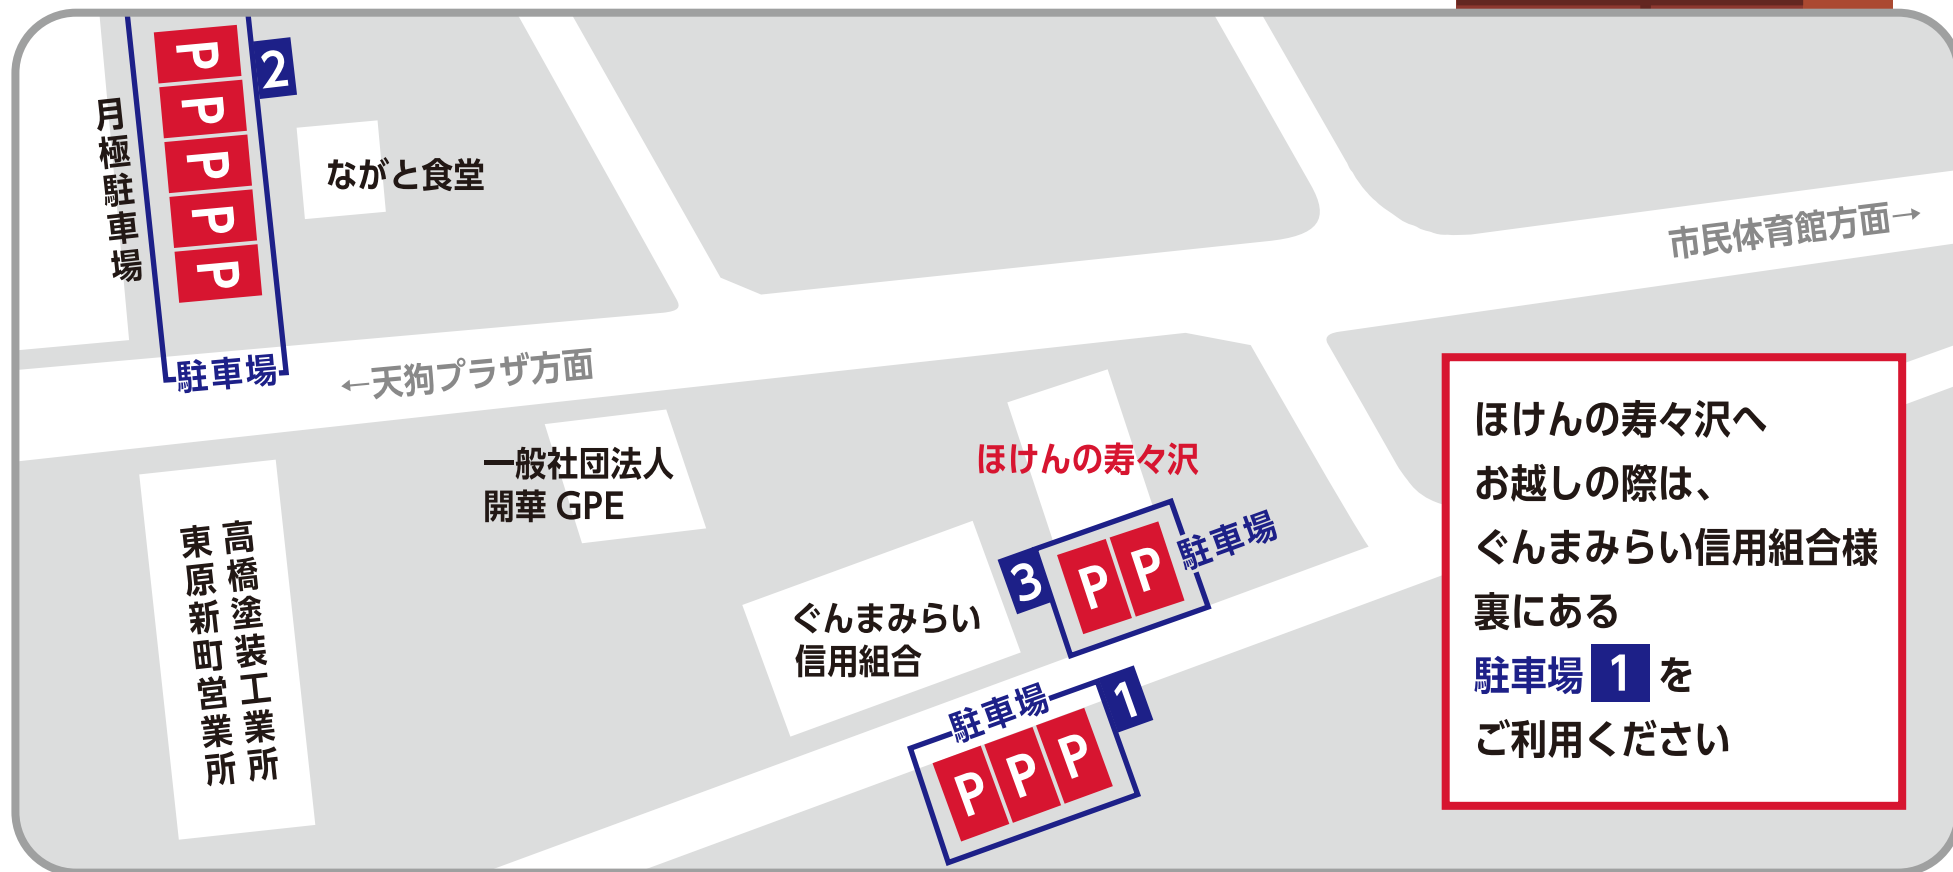 P
P
P
P
P
2
月極駐車場
ながと食堂
駐車場
←天狗プラザ方面
市民体育館方面→
一般社団法人
開華 GPE
高橋塗装工業所
東原新町営業所
ほけんの寿々沢
3
P P
駐車場
ぐんまみらい
信用組合
駐車場
1
P P P
ほけんの寿々沢へ
お越しの際は、
ぐんまみらい信用組合様
裏にある
駐車場 1 を
ご利用ください